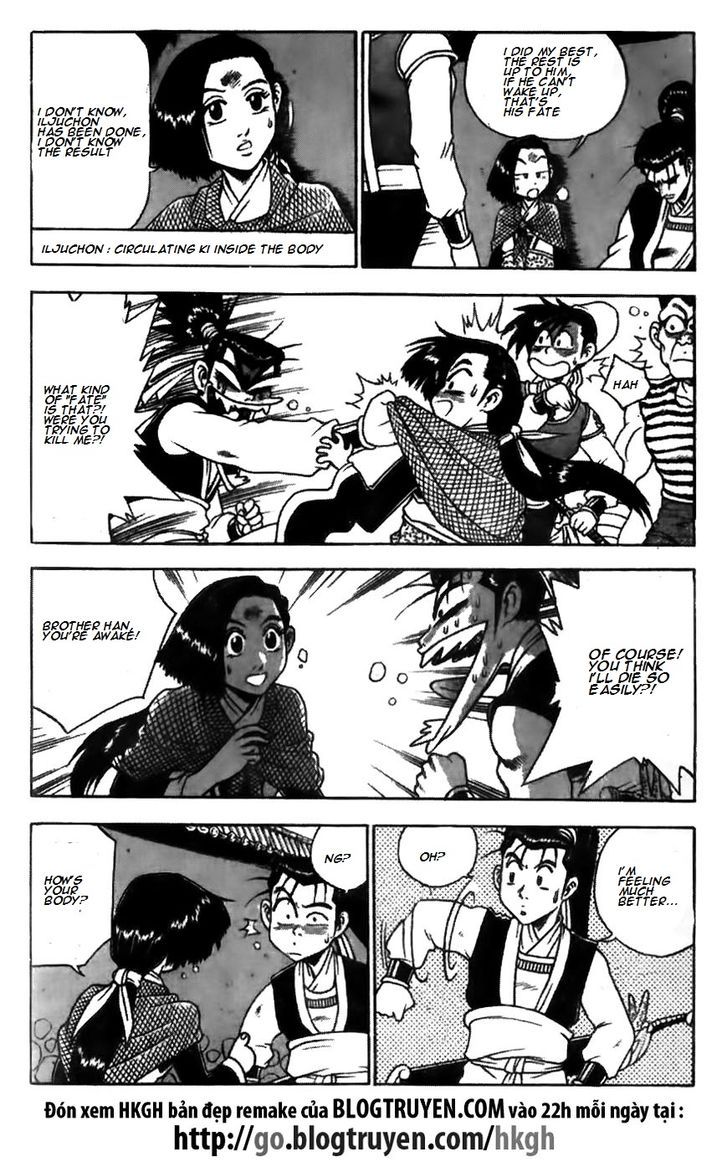 I DON'T KNOW,
ILJUCHON
HAS BEEN DONE,
I DON'T KNOW
THE RESULT
ILJUCHON : CIRCULATING KI INSIDE THE BODY
I DID MY BEST,
THE REST IS
UP TO HIM,
IF HE CAN'T
WAKE UP,
THAT'S
HIS FATE
WHAT KIND
OF "FATE"
IS THAT?!
WERE YOU
TRYING TO
KILL ME?!
HAH
BROTHER HAN,
YOU'RE AWAKE!
OF COURSE!
YOU THINK
I'LL DIE SO
EASILY?!
HOW'S
YOUR
BODY?
NG?
OH?
I'M
FEELING
MUCH
BETTER...
Đón xem HKGH bản đẹp remake của BLOGTRUYEN.COM vào 22h mỗi ngày tại :
http://go.blogtruyen.com/hkgh